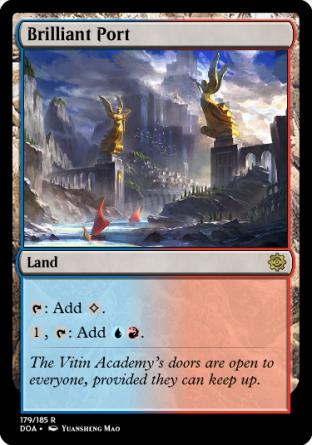 Brilliant Port
Land
: Add .
1, : Add .
The Vitin Academy's doors are open to
everyone, provided they can keep up.
179/185 R
DOA • Yuansheng Mao